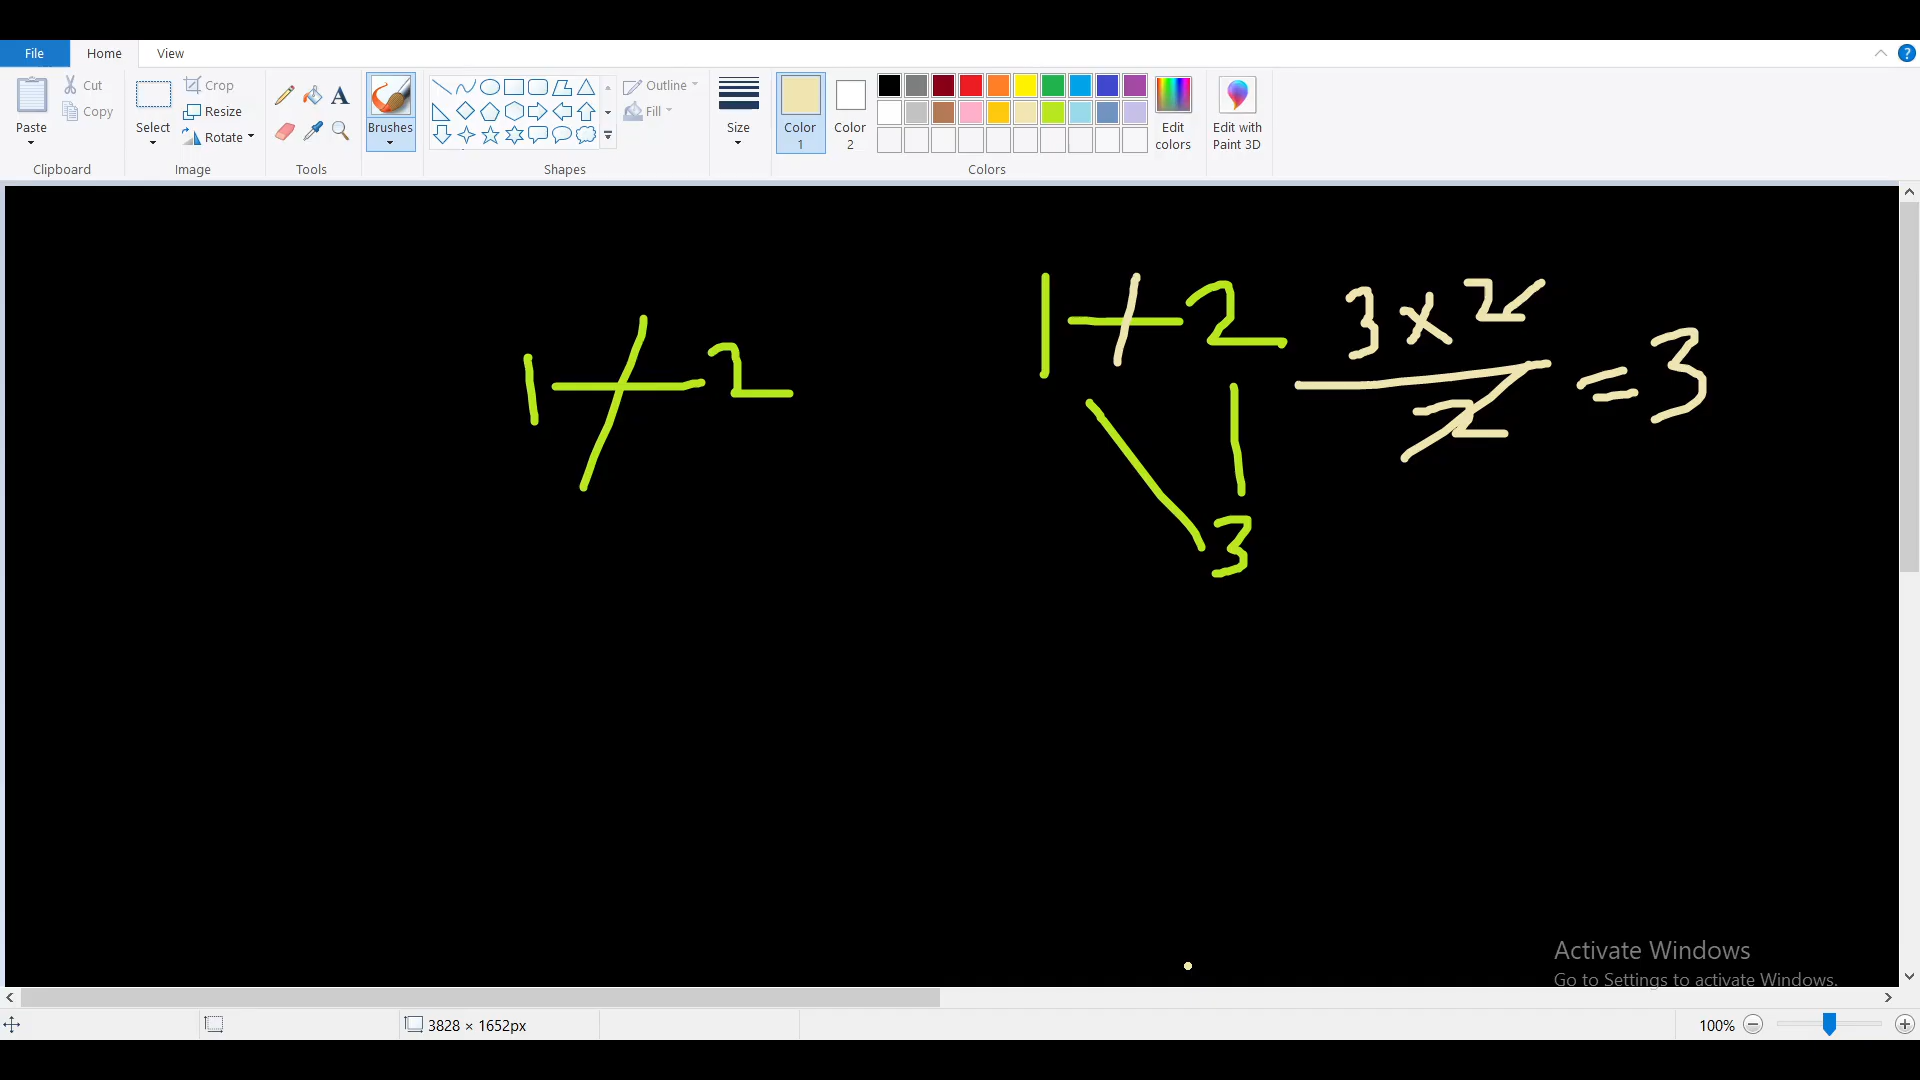 File Home View
Paste
Cut
Copy
Clipboard
Select
Crop
Resize
Rotate
Image
A
Tools
Brushes
Shapes
Outline
Fill
Size
Color 1
Color 2
Colors
Edit colors
Edit with Paint 3D
?
1 + 2
1 + 2
3
3 x 2
2
= 3
Activate Windows
Go to Settings to activate Windows.
3828 × 1652px
100%